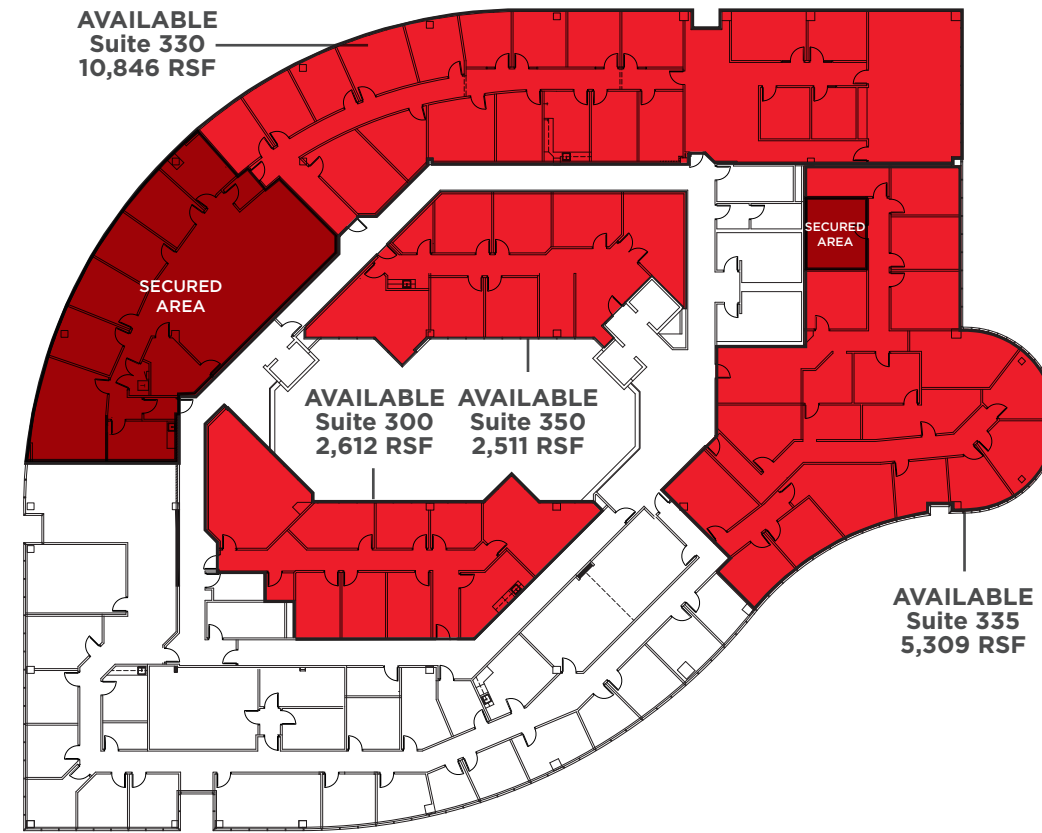 AVAILABLE
Suite 330
10,846 RSF
SECURED
AREA
SECURED
AREA
AVAILABLE
Suite 300
2,612 RSF
AVAILABLE
Suite 350
2,511 RSF
AVAILABLE
Suite 335
5,309 RSF